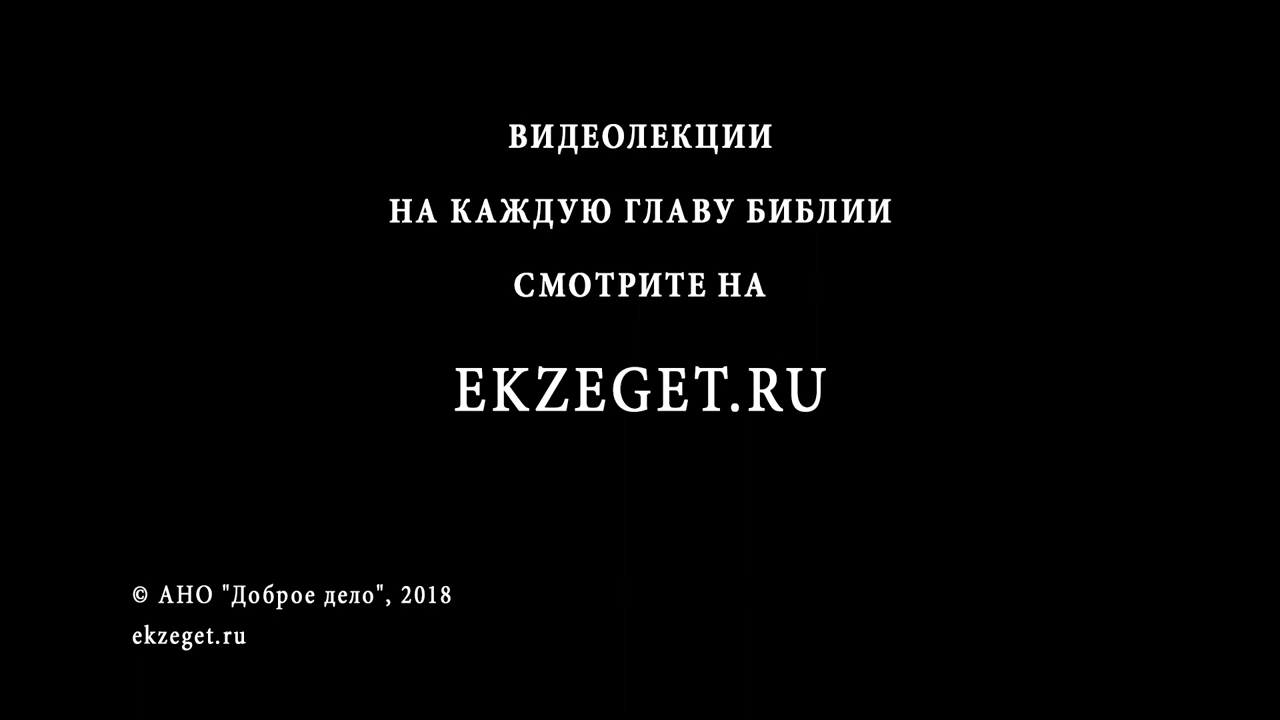 ВИДЕОЛЕКЦИИ
НА КАЖДУЮ ГЛАВУ БИБЛИИ
СМОТРИТЕ НА
EKZEGET.RU
© АНО "Доброе дело", 2018
ekzeget.ru